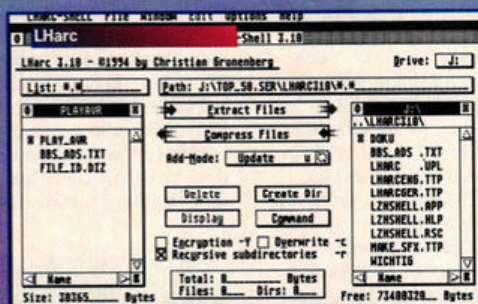 LHARC-SHELL File Window Edit Options Help
LHarc
-Shell 3.10
LHarc 3.10 - ©1994 by Christian Grunenberg
Drive: J:
List: *.*
Path: J:\TOP_50.SER\LHARC310\*.*
PLAYAVR
Extract Files
J:\
Compress Files
..\LHARC310\
PLAY_AVR
BBS_ADS.TXT
FILE_ID.DIZ
Add-Mode: Update u
DOKU
BBS_ADS .TXT
LHARC .UPL
LHARCENG.TTP
LHARCGER.TTP
LZHSHELL.APP
LZHSHELL.HLP
LZHSHELL.RSC
MAKE_SFX.TTP
WICHTIG
Delete
Create Dir
Display
Command
Encryption -Y
Overwrite -c
Recursive subdirectories -r
Name
Total: 0 Bytes
Files: 0 Dirs: 0
Name
Size: 38365 Bytes
Free: 73400320 Bytes